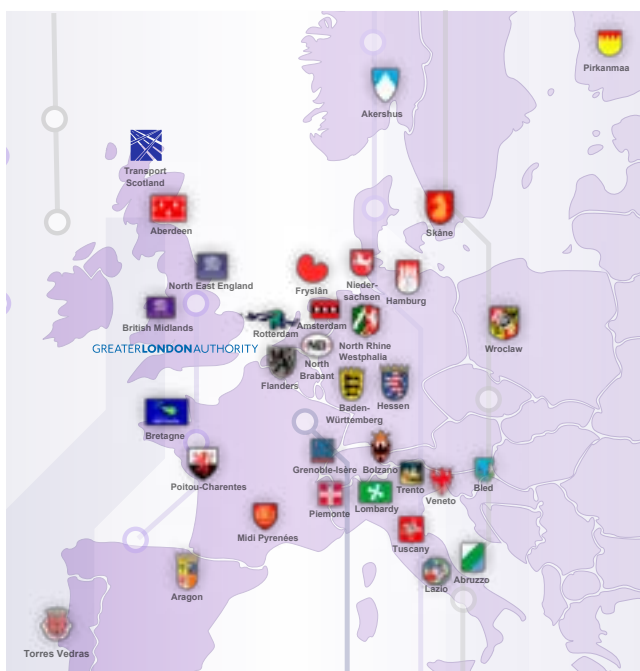 Pirkanmaa
Akershus
Transport
Scotland
Aberdeen
Skåne
North East England
Fryslân
Nieder-
sachsen
Hamburg
British Midlands
Rotterdam
Amsterdam
North Rhine
Westphalia
Wroclaw
GREATERLONDONAUTHORITY
NB
North
Brabant
Flanders
Baden-
Württemberg
Hessen
Bretagne
Grenoble-Isère
Bolzano
Trento
Veneto
Bled
Poitou-Charentes
Piemonte
Lombardy
Midi Pyrenées
Tuscany
Aragon
Lazio
Abruzzo
Torres Vedras